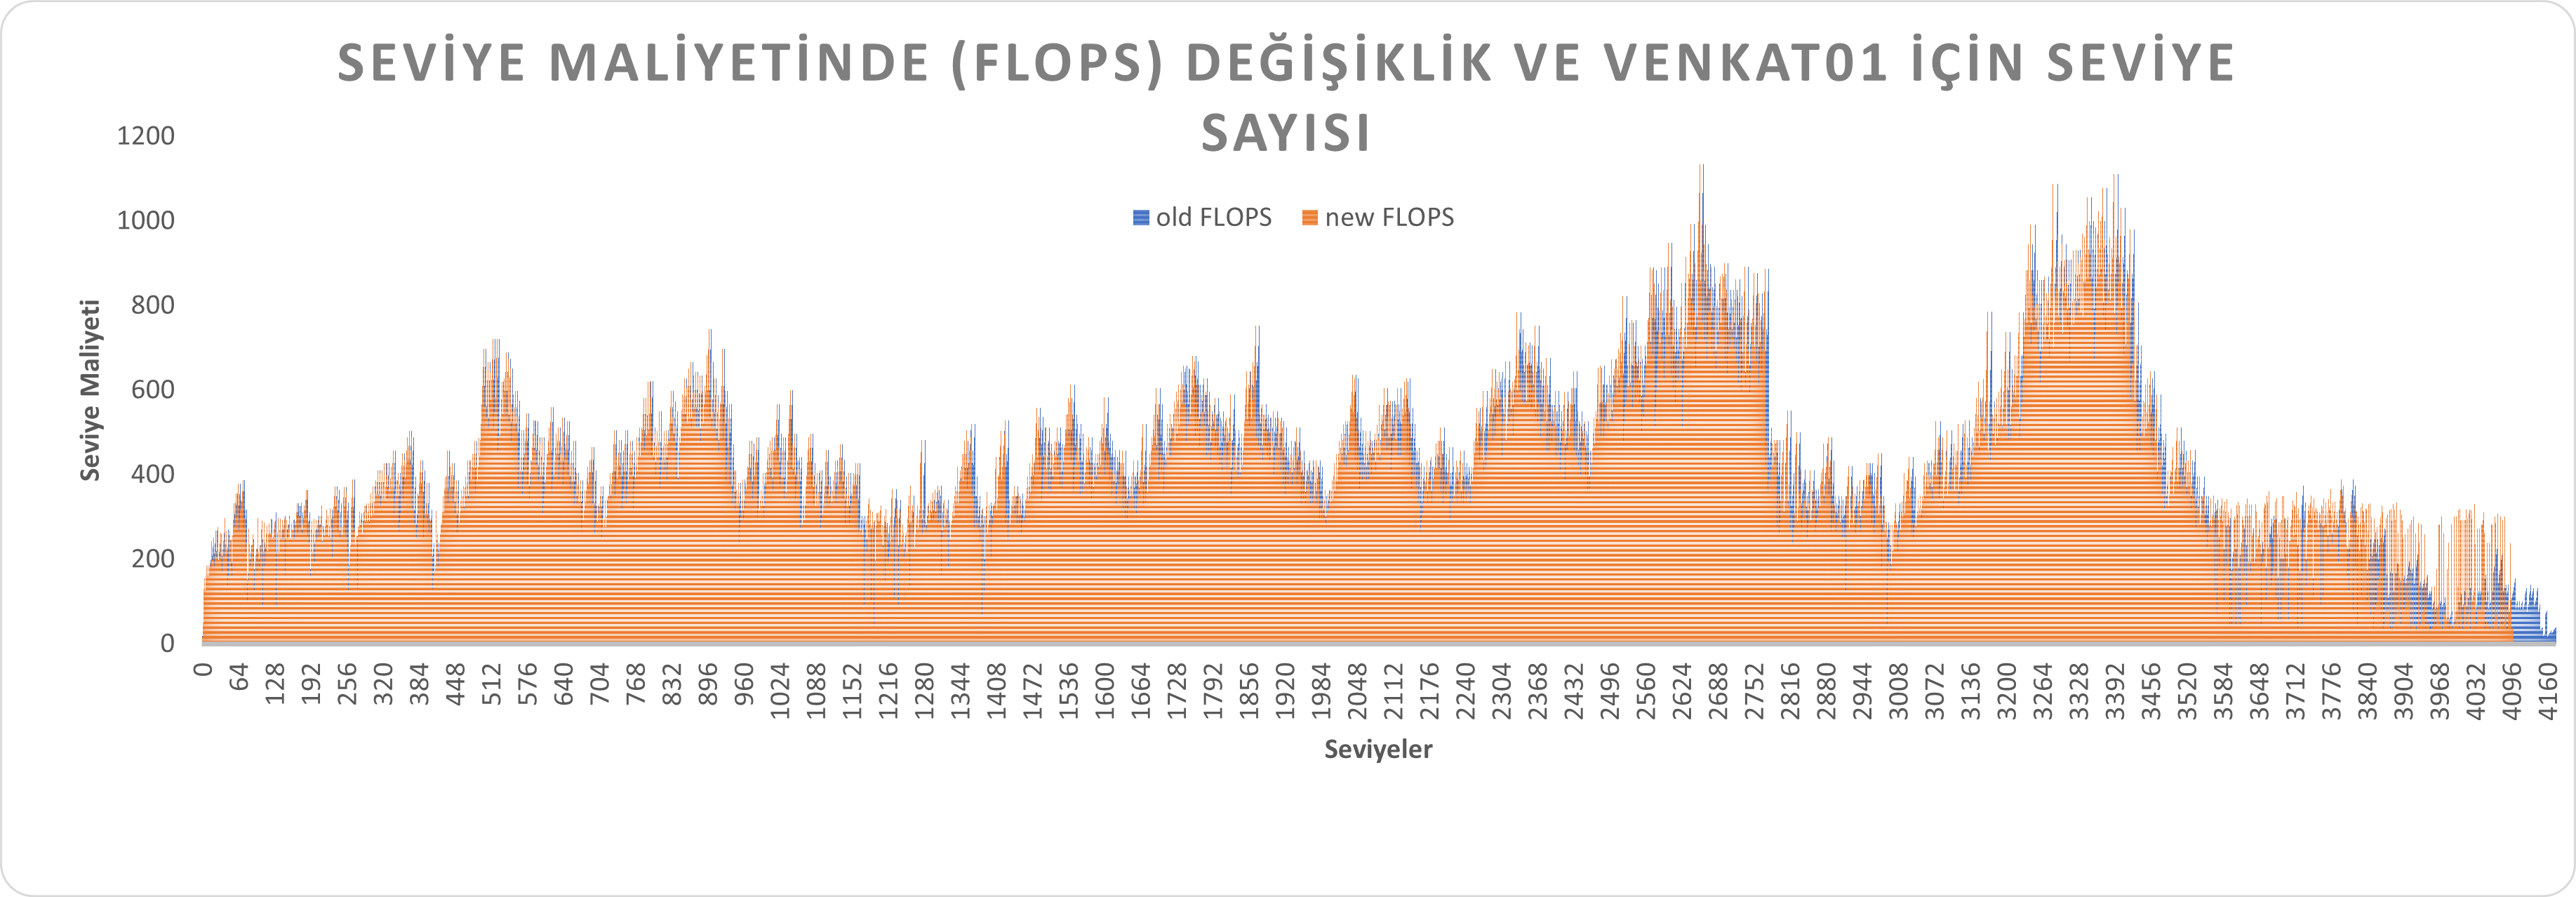 SEVİYE MALİYETİNDE (FLOPS) DEĞİŞİKLİK VE VENKAT01 İÇİN SEVİYE
SAYISI
old FLOPS new FLOPS
Seviye Maliyeti
1200
1000
800
600
400
200
0
0 64 128 192 256 320 384 448 512 576 640 704 768 832 896 960 1024 1088 1152 1216 1280 1344 1408 1472 1536 1600 1664 1728 1792 1856 1920 1984 2048 2112 2176 2240 2304 2368 2432 2496 2560 2624 2688 2752 2816 2880 2944 3008 3072 3136 3200 3264 3328 3392 3456 3520 3584 3648 3712 3776 3840 3904 3968 4032 4096 4160
Seviyeler